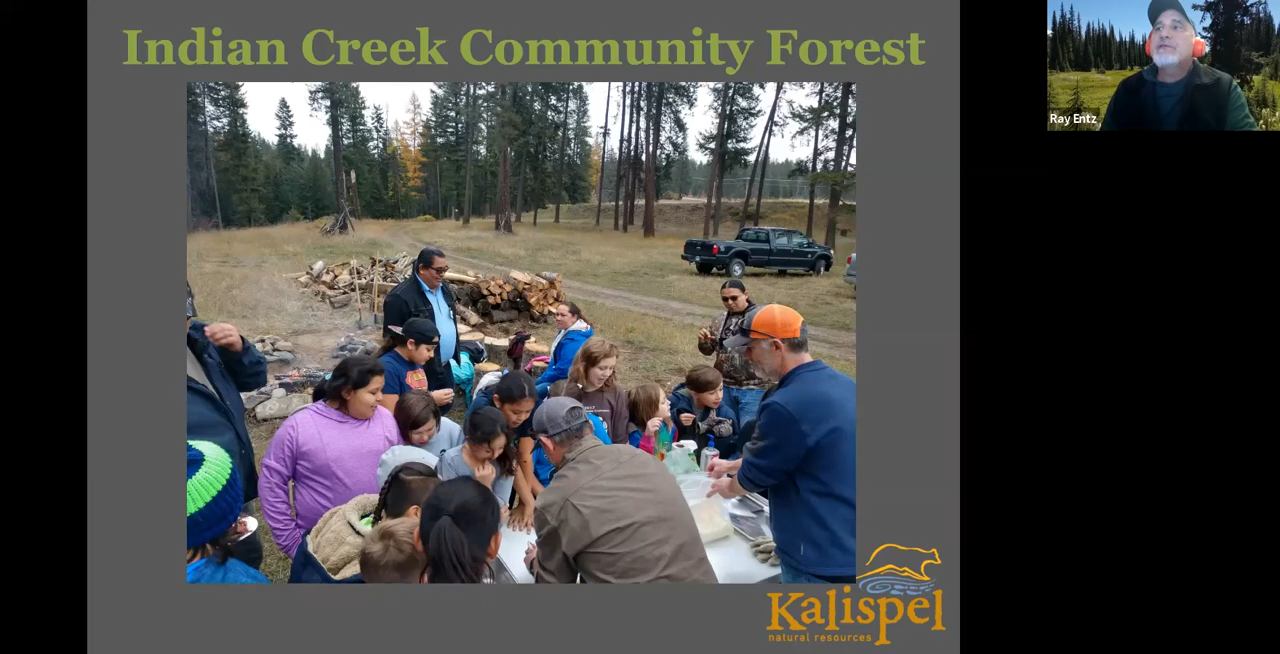 Indian Creek Community Forest
Ray Entz
Kalispel
natural resources